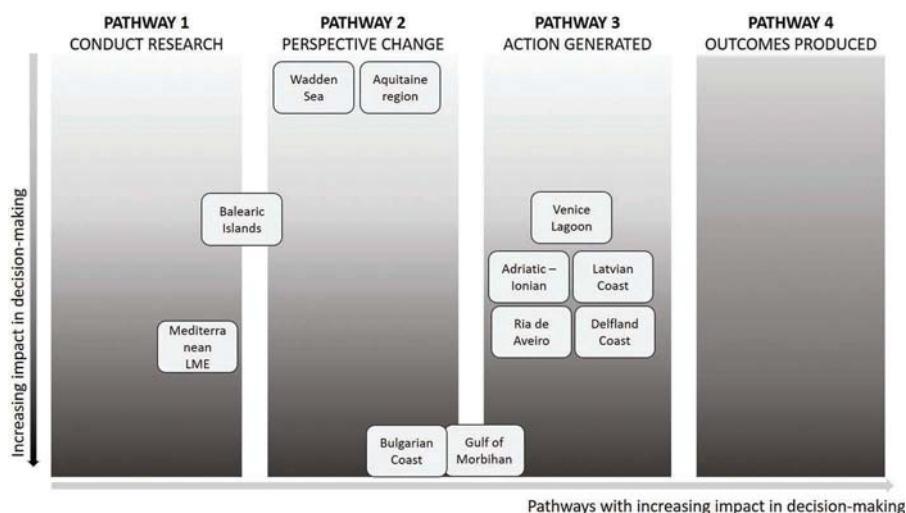 PATHWAY 1
CONDUCT RESEARCH
PATHWAY 2
PERSPECTIVE CHANGE
PATHWAY 3
ACTION GENERATED
PATHWAY 4
OUTCOMES PRODUCED
Increasing impact in decision-making
Wadden
Sea
Aquitaine
region
Balearic
Islands
Venice
Lagoon
Adriatic –
Ionian
Latvian
Coast
Mediterra
nean
LME
Ria de
Aveiro
Delfland
Coast
Bulgarian
Coast
Gulf of
Morbihan
Pathways with increasing impact in decision-making